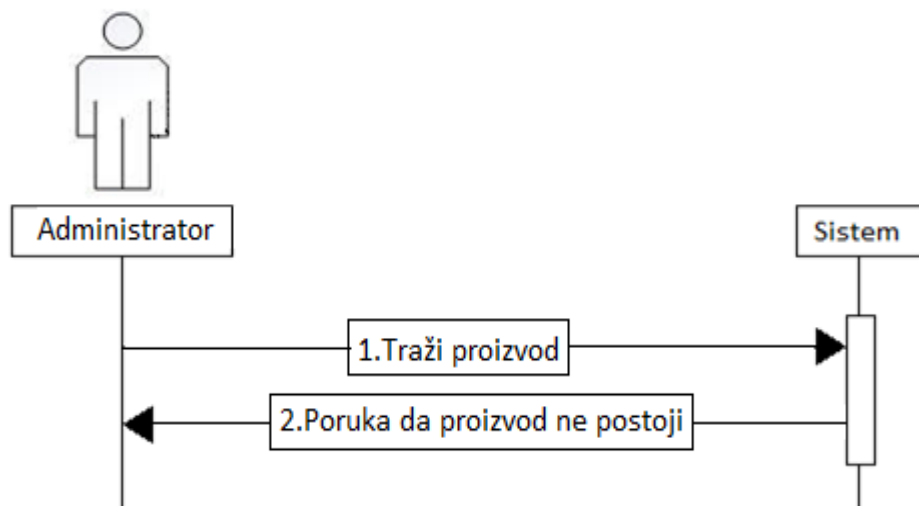 Administrator
Sistem
1.Traži proizvod
2.Poruka da proizvod ne postoji